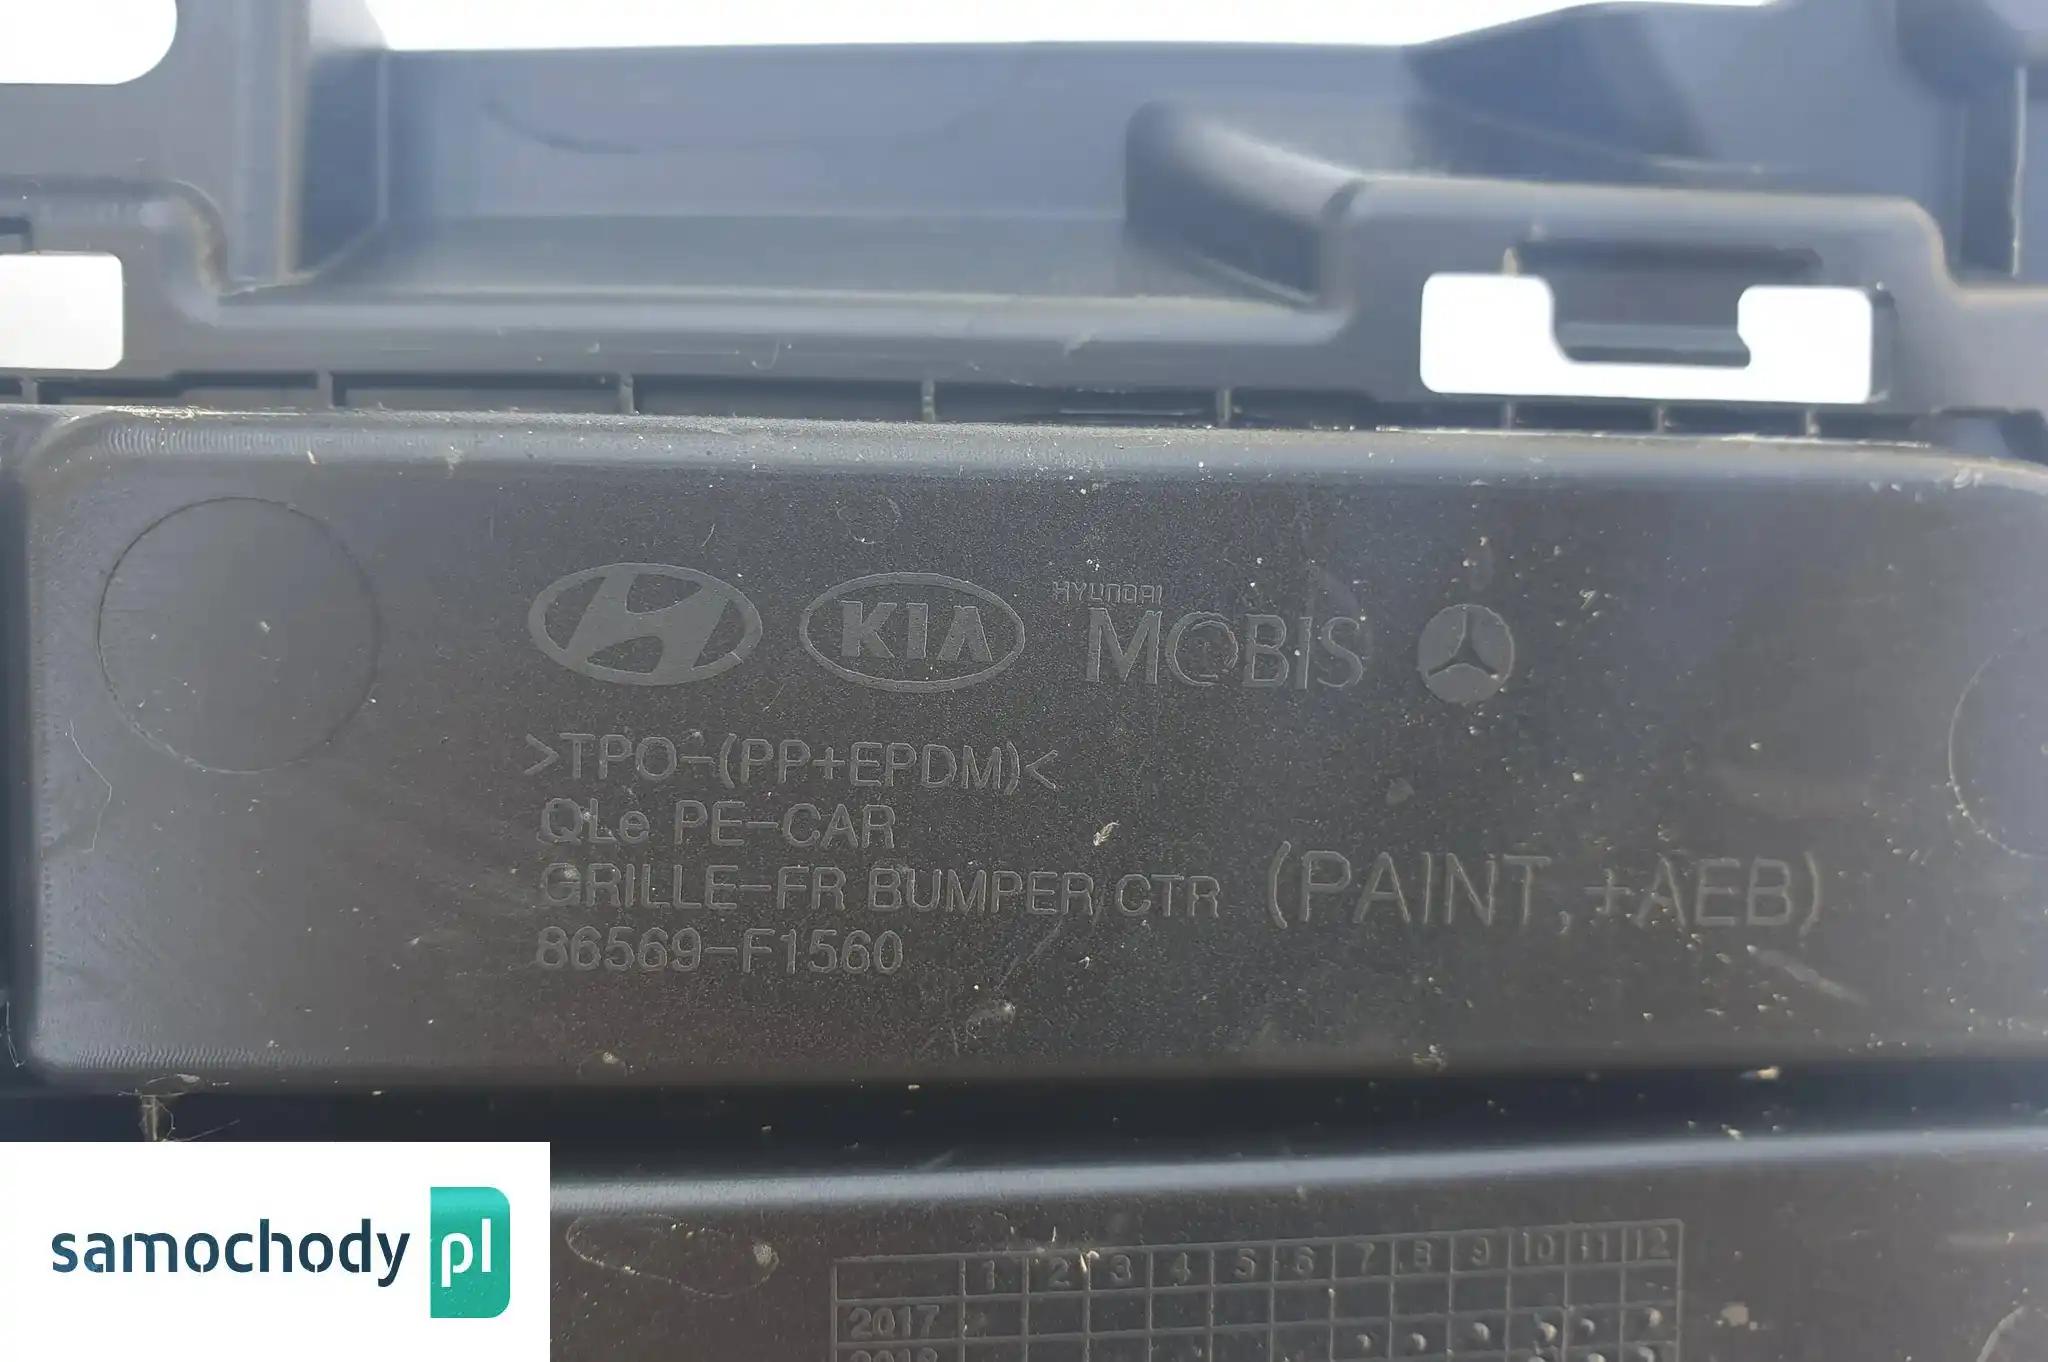 KIA
HYUNDAI
MOBIS
>TPO-(PP+EPDM)<
QLe PE-CAR
GRILLE-FR BUMPER,CTR (PAINT,+AEB)
86569-F1560
1 2 3 4 5 6 7 8 9 10 11 12
2017
2018
samochody pl